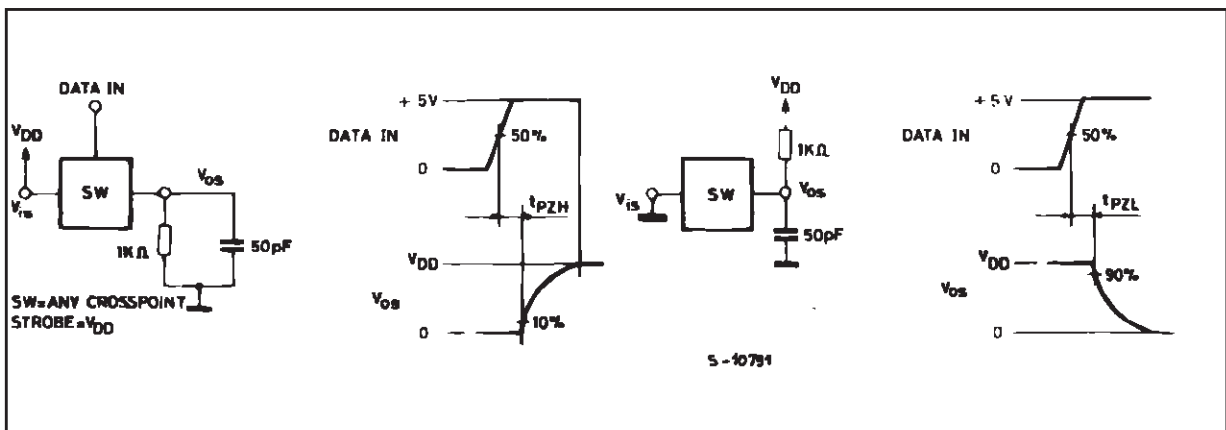 DATA IN
VDD
Vis
SW
Vos
1KΩ
50pF
SW=ANY CROSSPOINT
STROBE=VDD
+5V
DATA IN
50%
0
tPZH
VDD
Vos
10%
0
VDD
1KΩ
Vis
SW
Vos
50pF
S-10791
+5V
DATA IN
50%
0
tPZL
VDD
90%
Vos
0